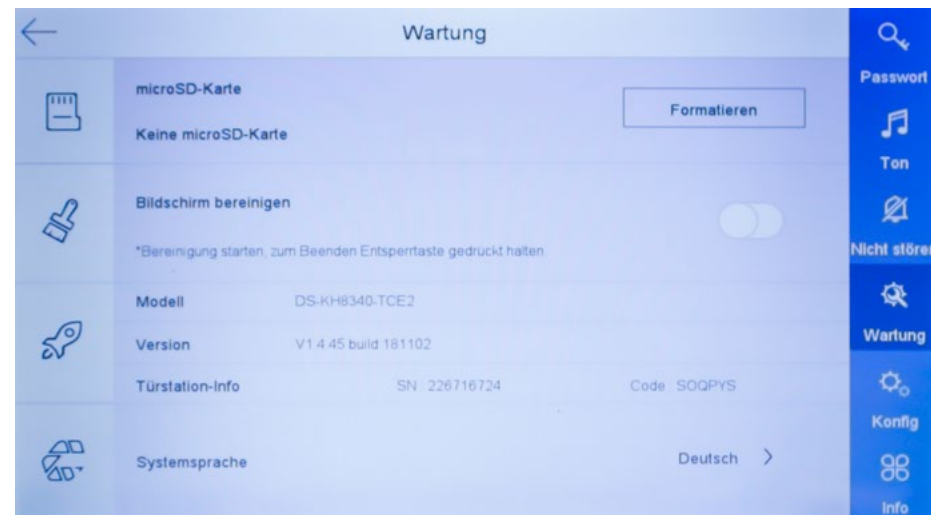 Wartung
microSD-Karte
Keine microSD-Karte
Formatieren
Bildschirm bereinigen
*Bereinigung starten, zum Beenden Entsperrtaste gedrückt halten.
Modell DS-KH8340-TCE2
Version V1.4.45 build 181102
Türstation-Info SN : 226716724 Code : SOQPYS
Systemsprache Deutsch
Passwort
Ton
Nicht stören
Wartung
Konfig
Info